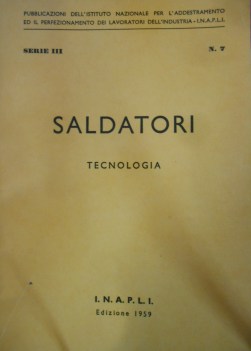 PUBBLICAZIONI DELL'ISTITUTO NAZIONALE PER L'ADDESTRAMENTO
ED IL PERFEZIONAMENTO DEI LAVORATORI DELL'INDUSTRIA - I.N.A.P.L.I.
SERIE III N. 7
SALDATORI
TECNOLOGIA
I. N. A. P. L. I.
Edizione 1959